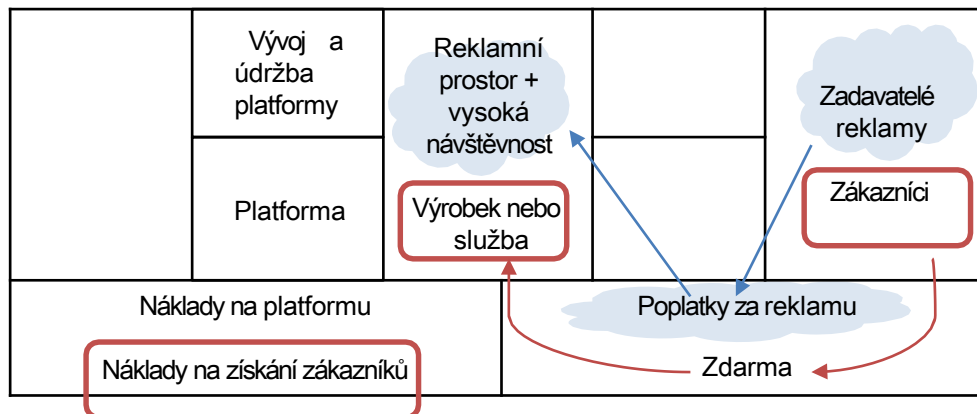 Vývoj a
údržba
platformy
Platforma
Reklamní
prostor +
vysoká
návštěvnost
Výrobek nebo
služba
Zadavatelé
reklamy
Zákazníci
Náklady na platformu
Náklady na získání zákazníků
Poplatky za reklamu
Zdarma